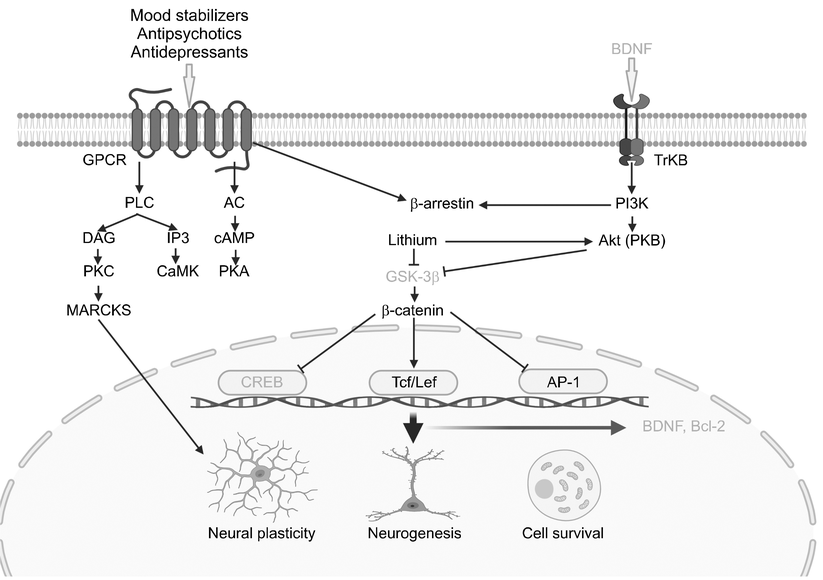 Mood stabilizers
Antipsychotics
Antidepressants
BDNF
GPCR
TrKB
PLC
AC
β-arrestin
PI3K
DAG
IP3
cAMP
Lithium
Akt (PKB)
PKC
CaMK
PKA
GSK-3β
MARCKS
β-catenin
CREB
Tcf/Lef
AP-1
BDNF, Bcl-2
Neural plasticity
Neurogenesis
Cell survival